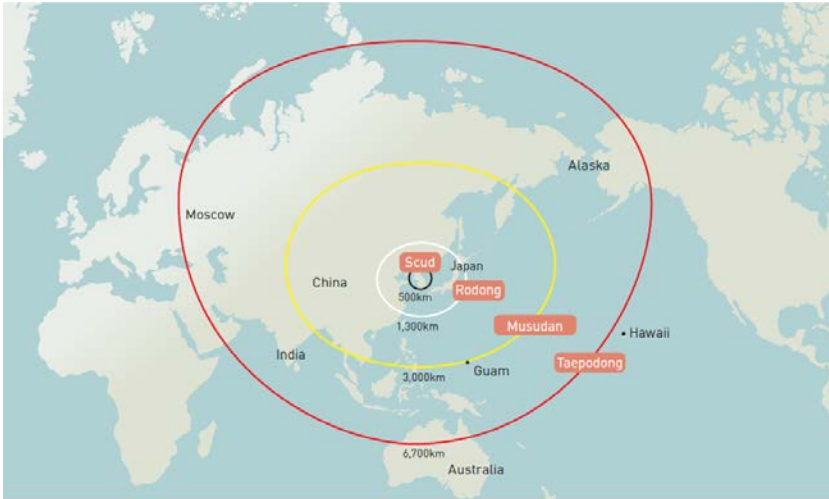 Alaska
Moscow
Scud
Japan
China
Rodong
500km
1,300km
Musudan
Hawaii
India
Guam
Taepodong
3,000km
6,700km
Australia